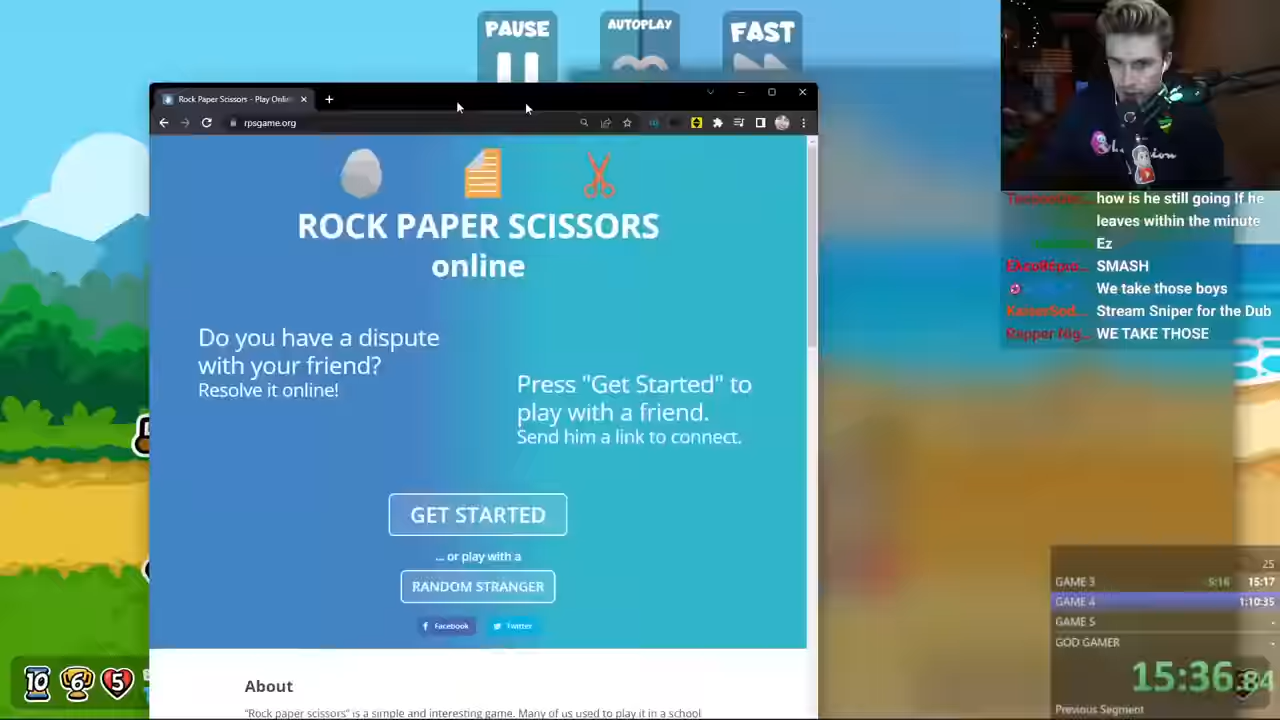 PAUSE
AUTOPLAY
FAST
Rock Paper Scissors - Play Onlin
rpsgame.org
ROCK PAPER SCISSORS
online
Do you have a dispute
with your friend?
Resolve it online!
Press "Get Started" to
play with a friend.
Send him a link to connect.
GET STARTED
... or play with a
RANDOM STRANGER
Facebook
Twitter
About
"Rock paper scissors" is a simple and interesting game. Many of us used to play it in a school
how is he still going If he
leaves within the minute
Ez
SMASH
We take those boys
Stream Sniper for the Dub
WE TAKE THOSE
25
GAME 3 5:16 15:17
GAME 4 1:10:35
GAME 5 -
GOD GAMER -
15:36.84
Previous Segment -
10 6 5